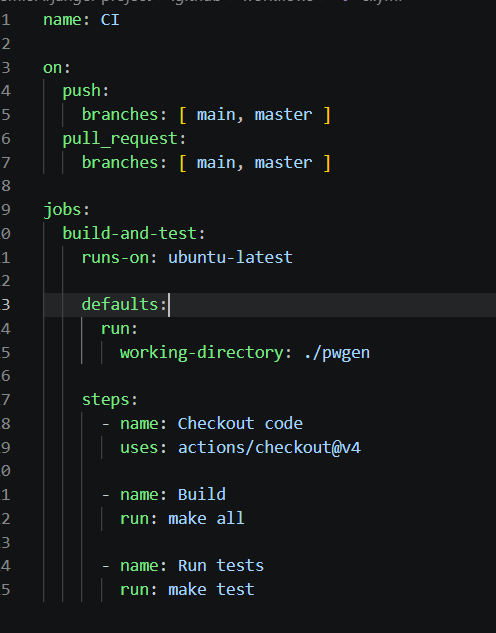 1 name: CI
2
3 on:
4 push:
5 branches: [ main, master ]
6 pull_request:
7 branches: [ main, master ]
8
9 jobs:
0 build-and-test:
1 runs-on: ubuntu-latest
2
3 defaults:
4 run:
5 working-directory: ./pwgen
6
7 steps:
8 - name: Checkout code
9 uses: actions/checkout@v4
0
1 - name: Build
2 run: make all
3
4 - name: Run tests
5 run: make test